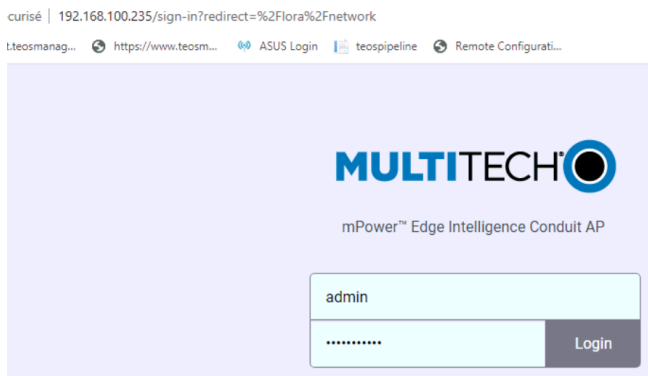 curisé | 192.168.100.235/sign-in?redirect=%2Flora%2Fnetwork
t.teosmanag... https://www.teosm... ASUS Login teospipeline Remote Configurati...
MULTITECH®
mPower™ Edge Intelligence Conduit AP
admin
••••••••••• Login